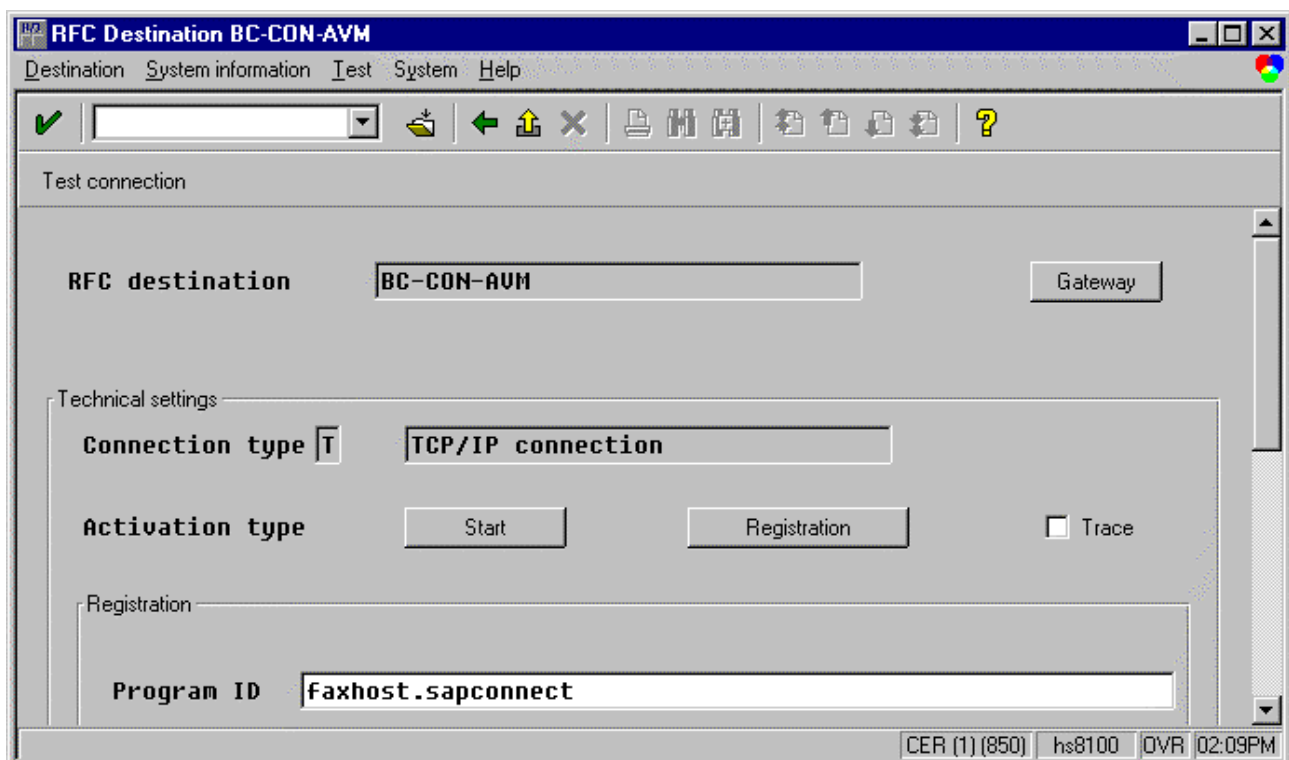 RFC Destination BC-CON-AVM
Destination System information Test System Help
Test connection
RFC destination BC-CON-AVM Gateway
Technical settings
Connection type T TCP/IP connection
Activation type Start Registration Trace
Registration
Program ID faxhost.sapconnect
CER (1) (850) hs8100 OVR 02:09PM